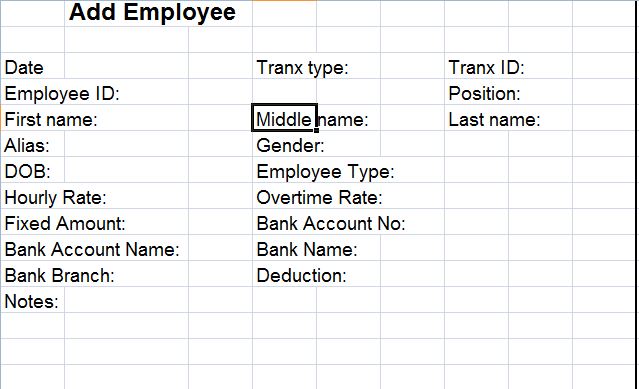 Add Employee
Date Tranx type: Tranx ID:
Employee ID: Position:
First name: Middle name: Last name:
Alias: Gender:
DOB: Employee Type:
Hourly Rate: Overtime Rate:
Fixed Amount: Bank Account No:
Bank Account Name: Bank Name:
Bank Branch: Deduction:
Notes: